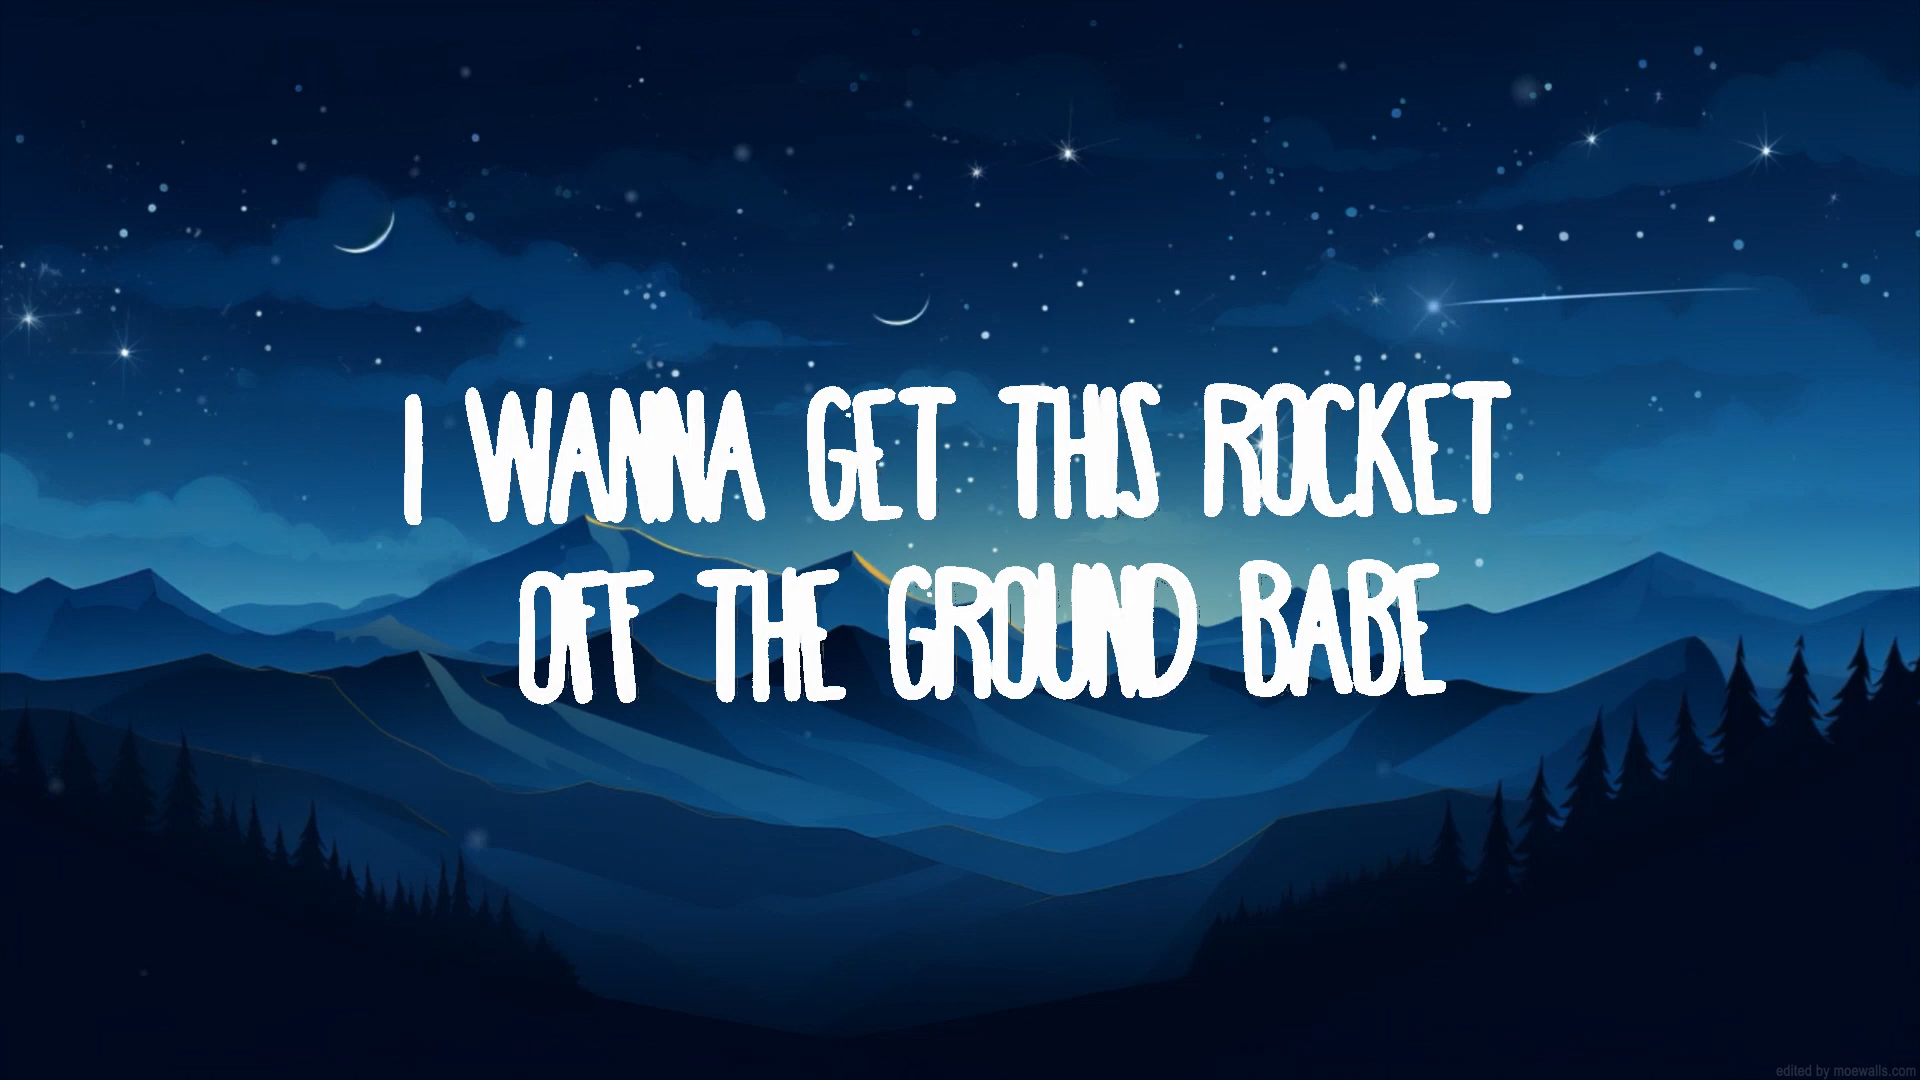 I WANNA GET THIS ROCKET
OFF THE GROUND BABE
edited by moewalls.com